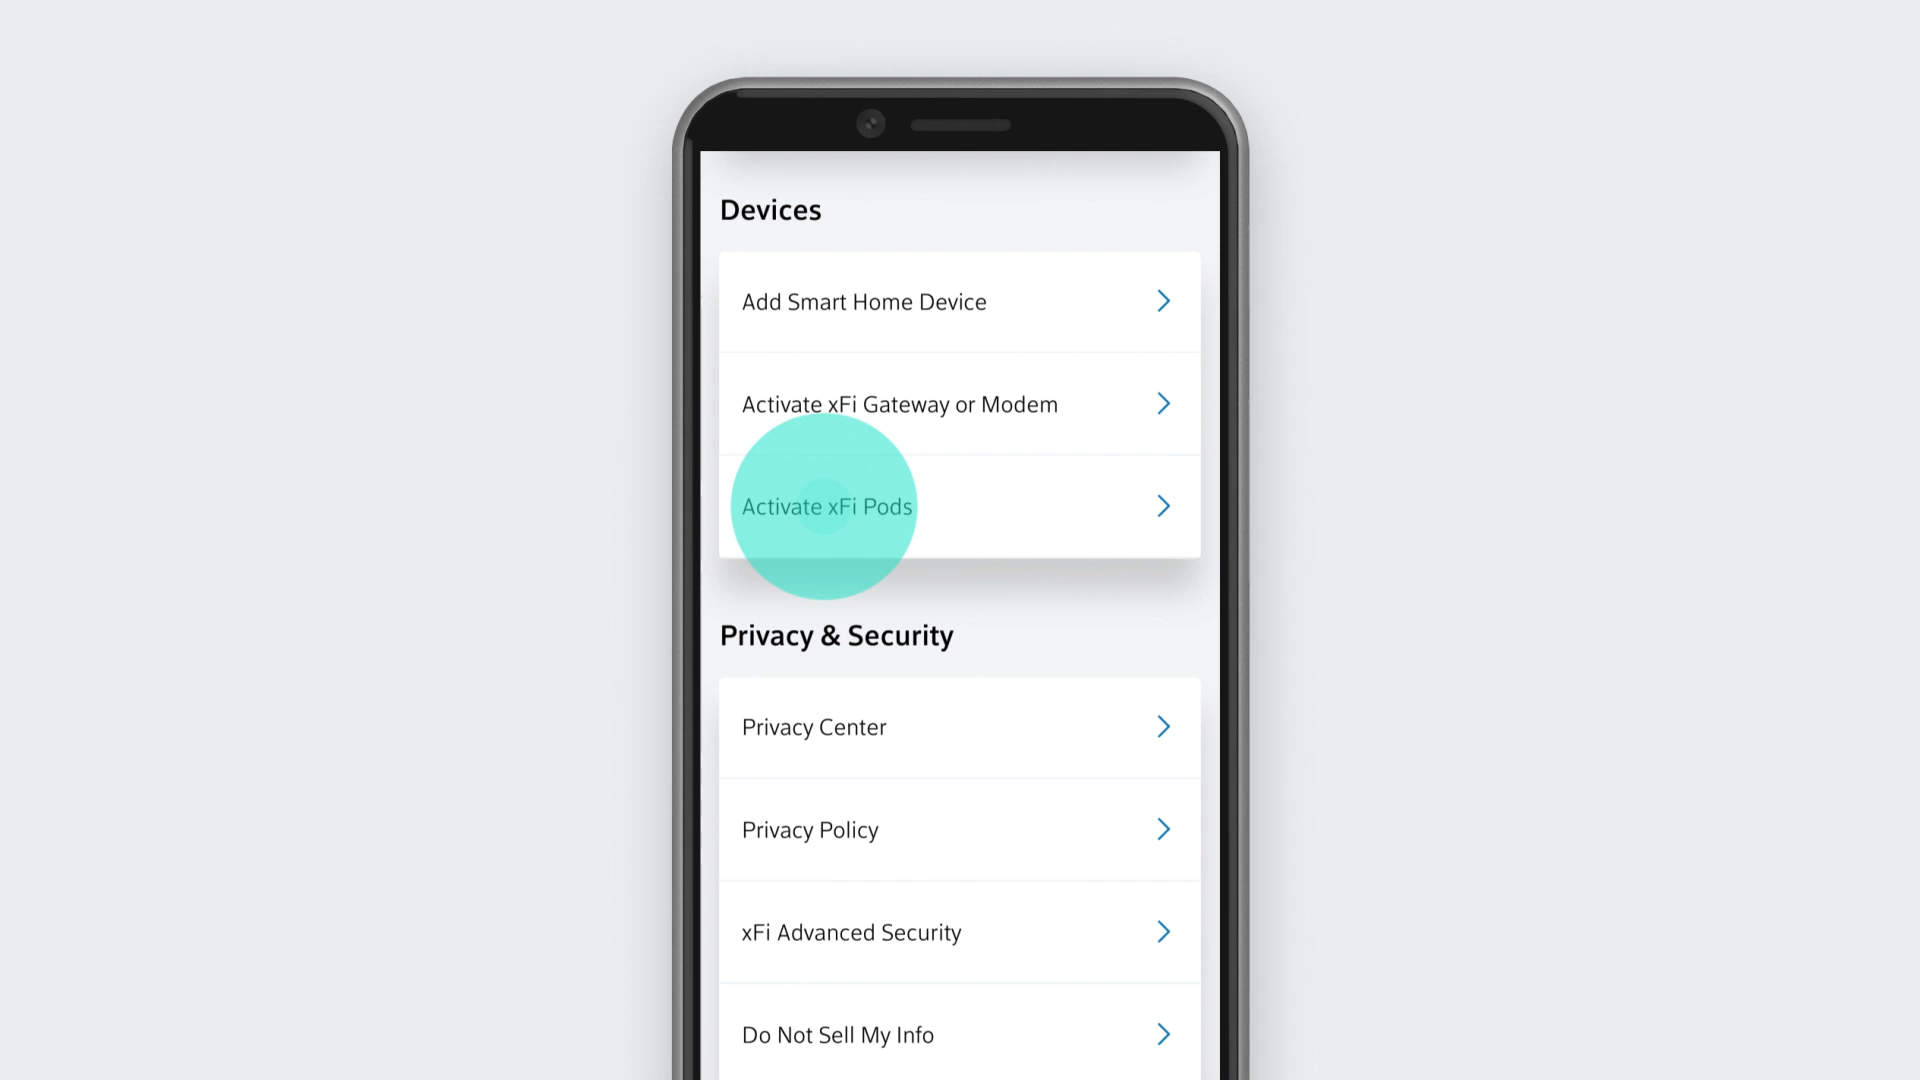 Devices
Add Smart Home Device
Activate xFi Gateway or Modem
Activate xFi Pods
Privacy & Security
Privacy Center
Privacy Policy
xFi Advanced Security
Do Not Sell My Info